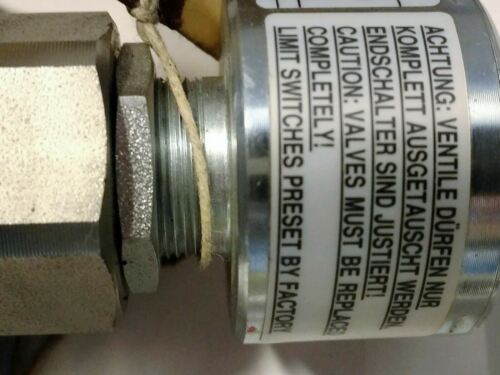 ACHTUNG: VENTILE DÜRFEN NUR
KOMPLETT AUSGETAUSCHT WERDEN,
ENDSCHALTER SIND JUSTIERT!
CAUTION: VALVES MUST BE REPLACED
COMPLETELY!
LIMIT SWITCHES PRESET BY FACTORY